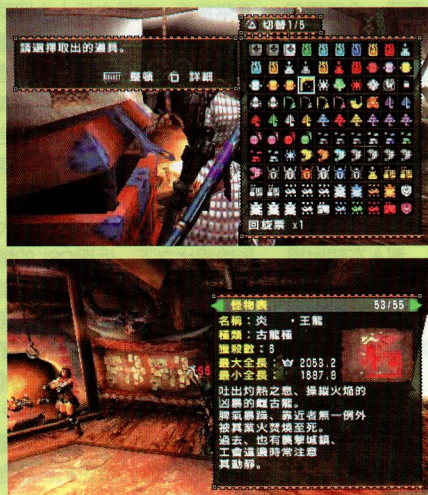 請選擇取出的道具。
SELECT 整頓 □ 詳細
△ 切替1/5
回旋票 x1
怪物表 53/55
名稱：炎 ・王龍
種類：古龍種
獵殺數：8
最大全長： 2053.2
最小全長： 1687.8
吐出灼熱之息、操縱火焰的
凶暴的雄古龍。
脾氣暴躁、靠近者無一例外
被其業火焚燒至死。
過去、也有襲擊城鎮、
工會這邊時常注意
其動靜。